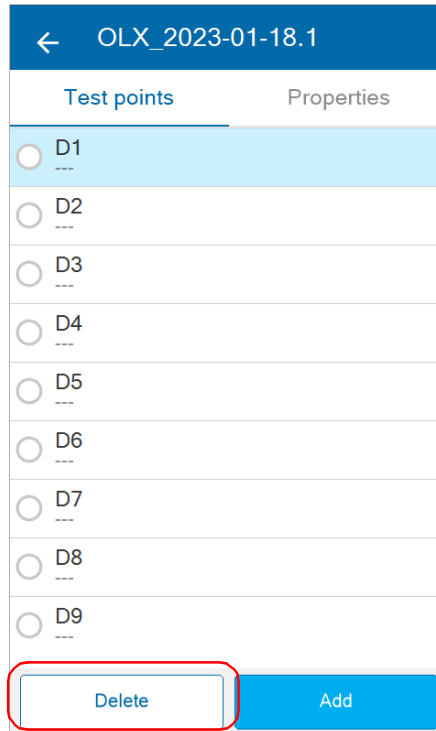 OLX_2023-01-18.1
Test points Properties
D1
---
D2
---
D3
---
D4
---
D5
---
D6
---
D7
---
D8
---
D9
---
Delete Add